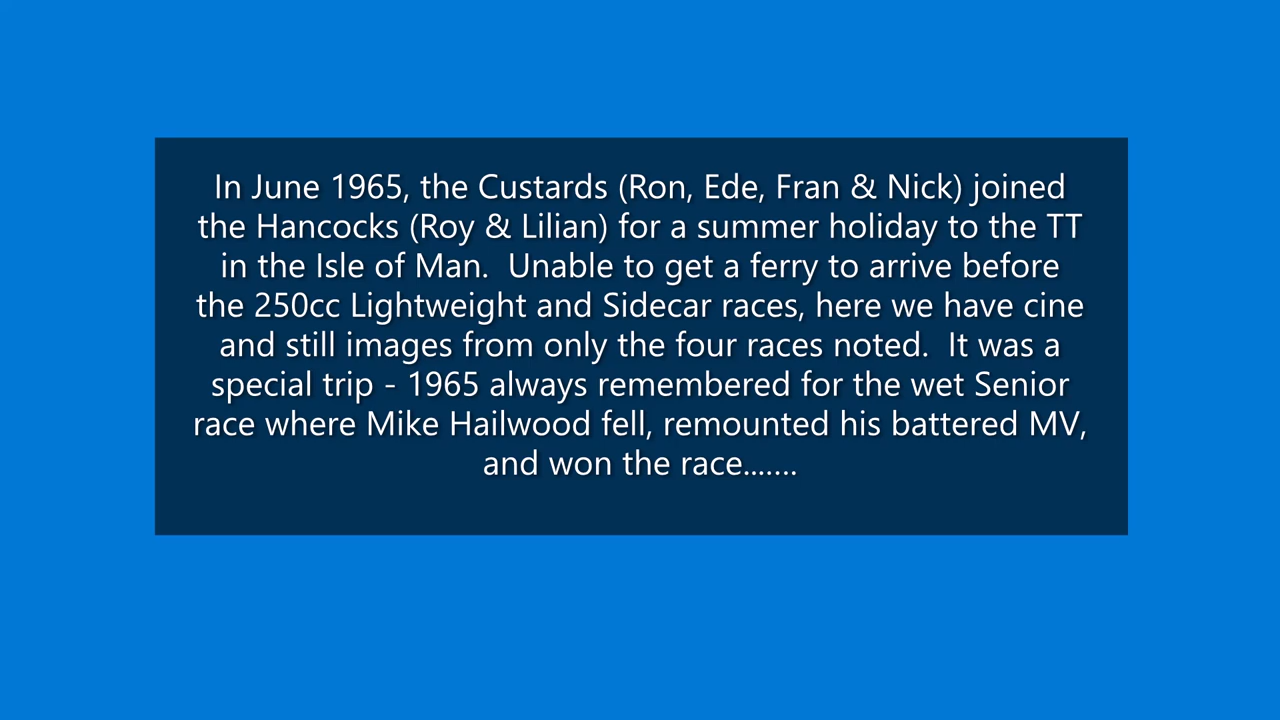 In June 1965, the Custards (Ron, Ede, Fran & Nick) joined
the Hancocks (Roy & Lilian) for a summer holiday to the TT
in the Isle of Man.  Unable to get a ferry to arrive before
the 250cc Lightweight and Sidecar races, here we have cine
and still images from only the four races noted.  It was a
special trip - 1965 always remembered for the wet Senior
race where Mike Hailwood fell, remounted his battered MV,
and won the race.......